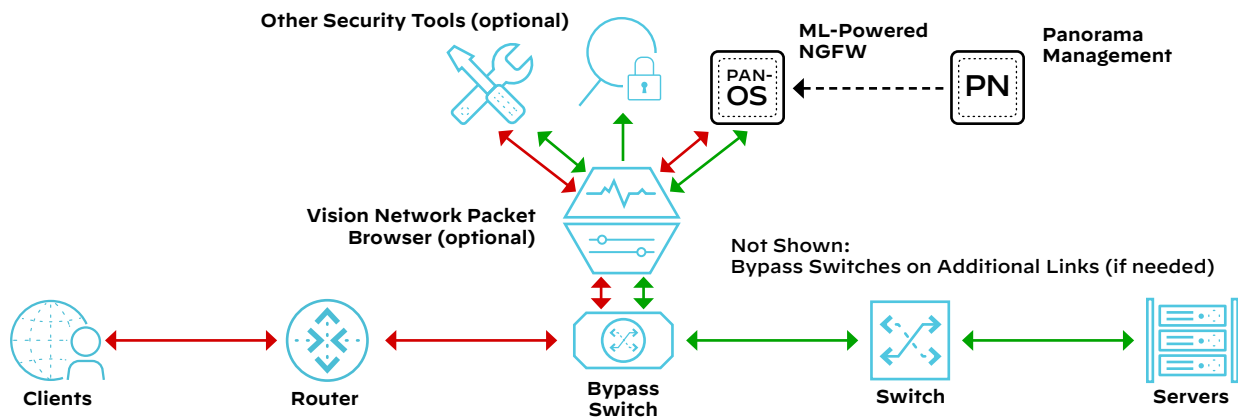 Other Security Tools (optional)
ML-Powered
NGFW
Panorama
Management
PAN-
OS
PN
Vision Network Packet
Browser (optional)
Not Shown:
Bypass Switches on Additional Links (if needed)
Clients
Router
Bypass
Switch
Switch
Servers